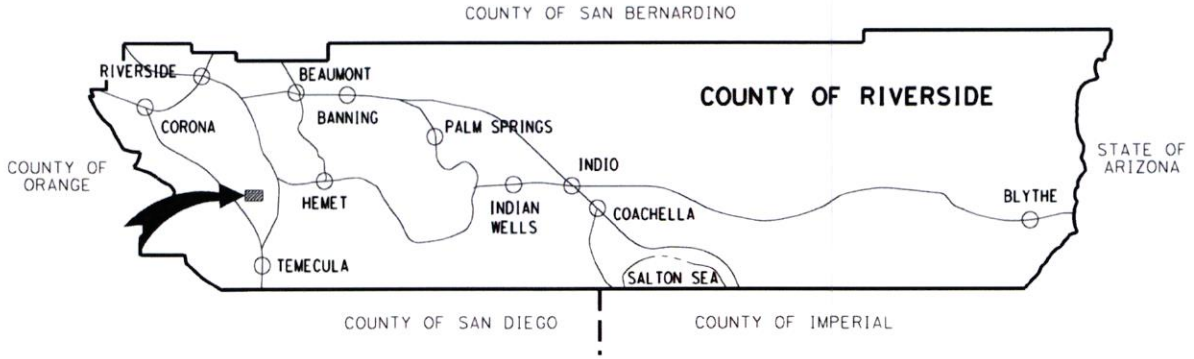 COUNTY OF SAN BERNARDINO
RIVERSIDE
BEAUMONT
COUNTY OF RIVERSIDE
BANNING
CORONA
PALM SPRINGS
STATE OF
ARIZONA
COUNTY OF
ORANGE
INDIO
HEMET
INDIAN
WELLS
COACHELLA
BLYTHE
TEMECULA
SALTON SEA
COUNTY OF SAN DIEGO
COUNTY OF IMPERIAL